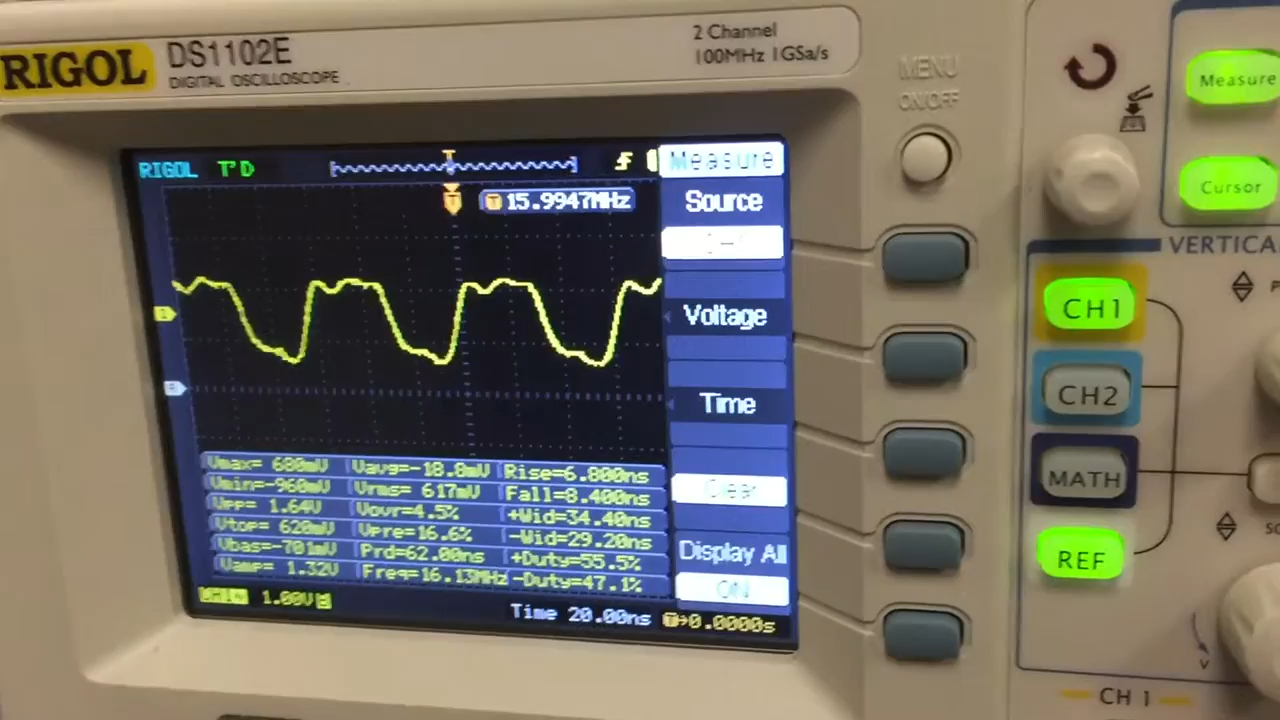 RIGOL DS1102E
DIGITAL OSCILLOSCOPE
2 Channel
100MHz 1GSa/s
MENU
ON/OFF
Measure
Cursor
RIGOL T'D
T
T
T 15.9947MHz
Measure
Source
Voltage
Time
Clear
Display All
ON
Vmax= 680mV Vavg=-18.8mV Rise=6.800ns
Vmin=-960mV Vrms= 617mV Fall=8.400ns
Vpp= 1.64V Vovr=4.5% +Wid=34.40ns
Vtop= 620mV Vpre=16.6% -Wid=29.20ns
Vbas=-701mV Prd=62.00ns +Duty=55.5%
Vamp= 1.32V Freq=16.13MHz -Duty=47.1%
1.00V
Time 20.00ns T→0.0000s
VERTICA
CH1
CH2
MATH
REF
CH 1